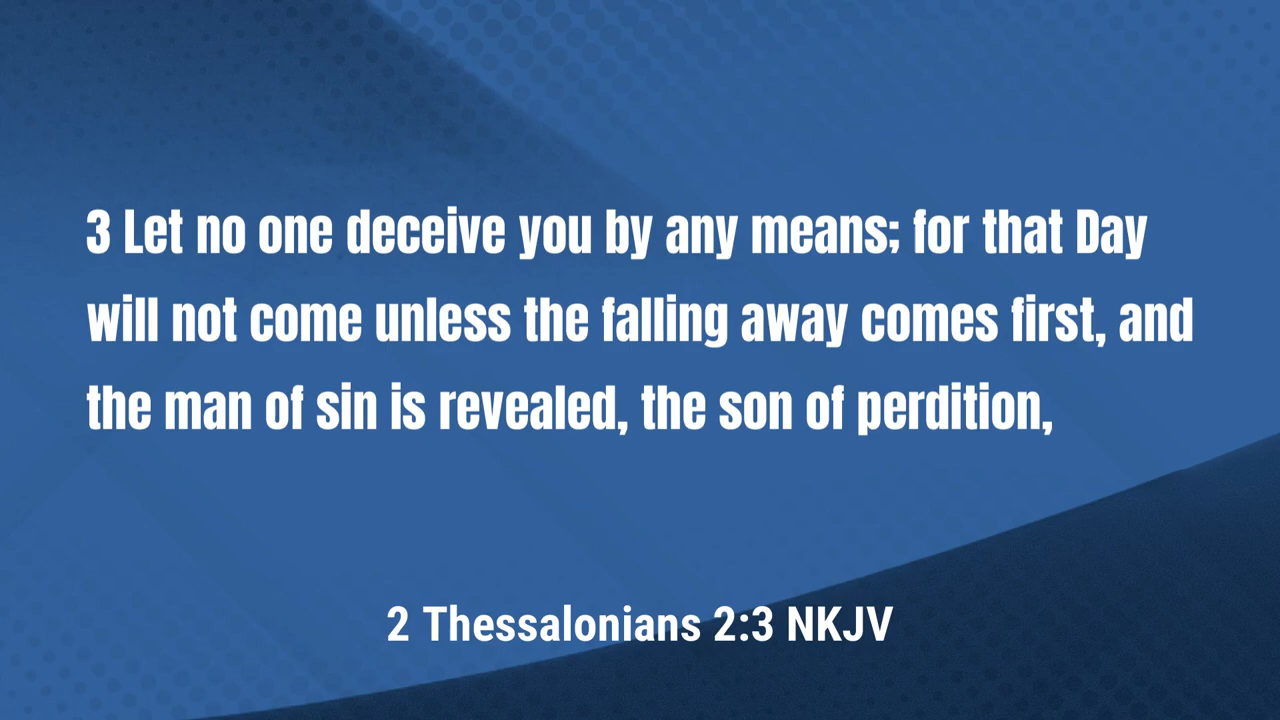 3 Let no one deceive you by any means; for that Day
will not come unless the falling away comes first, and
the man of sin is revealed, the son of perdition,
2 Thessalonians 2:3 NKJV